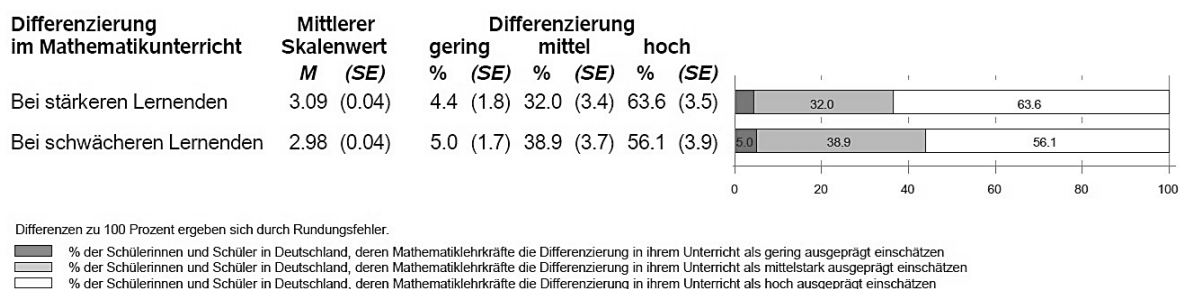 Differenzierung Mittlerer Differenzierung
im Mathematikunterricht Skalenwert gering mittel hoch
M (SE) % (SE) % (SE) % (SE)
Bei stärkeren Lernenden 3.09 (0.04) 4.4 (1.8) 32.0 (3.4) 63.6 (3.5) 32.0 63.6
Bei schwächeren Lernenden 2.98 (0.04) 5.0 (1.7) 38.9 (3.7) 56.1 (3.9) 5.0 38.9 56.1
0 20 40 60 80 100
Differenzen zu 100 Prozent ergeben sich durch Rundungsfehler.
% der Schülerinnen und Schüler in Deutschland, deren Mathematiklehrkräfte die Differenzierung in ihrem Unterricht als gering ausgeprägt einschätzen
% der Schülerinnen und Schüler in Deutschland, deren Mathematiklehrkräfte die Differenzierung in ihrem Unterricht als mittelstark ausgeprägt einschätzen
% der Schülerinnen und Schüler in Deutschland, deren Mathematiklehrkräfte die Differenzierung in ihrem Unterricht als hoch ausgeprägt einschätzen